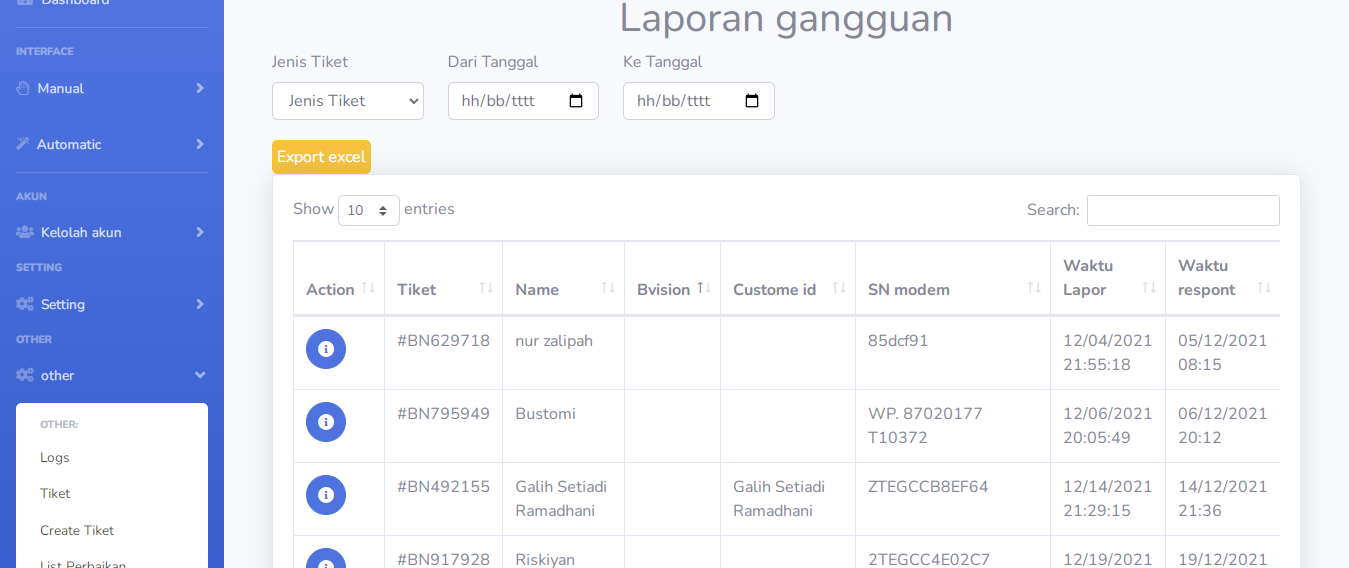 Dashboard
INTERFACE
Manual
Automatic
AKUN
Kelolah akun
SETTING
Setting
OTHER
other
OTHER:
Logs
Tiket
Create Tiket
List Perbaikan
Laporan gangguan
Jenis Tiket Dari Tanggal Ke Tanggal
Jenis Tiket hh/bb/tttt hh/bb/tttt
Export excel
Show 10 entries Search:
Action Tiket Name Bvision Custome id SN modem Waktu Lapor Waktu respont
#BN629718 nur zalipah 85dcf91 12/04/2021 05/12/2021
21:55:18 08:15
#BN795949 Bustomi WP. 87020177 12/06/2021 06/12/2021
T10372 20:05:49 20:12
#BN492155 Galih Setiadi Galih Setiadi ZTEGCCB8EF64 12/14/2021 14/12/2021
Ramadhani Ramadhani 21:29:15 21:36
#BN917928 Riskiyan 2TEGCC4E02C7 12/19/2021 19/12/2021